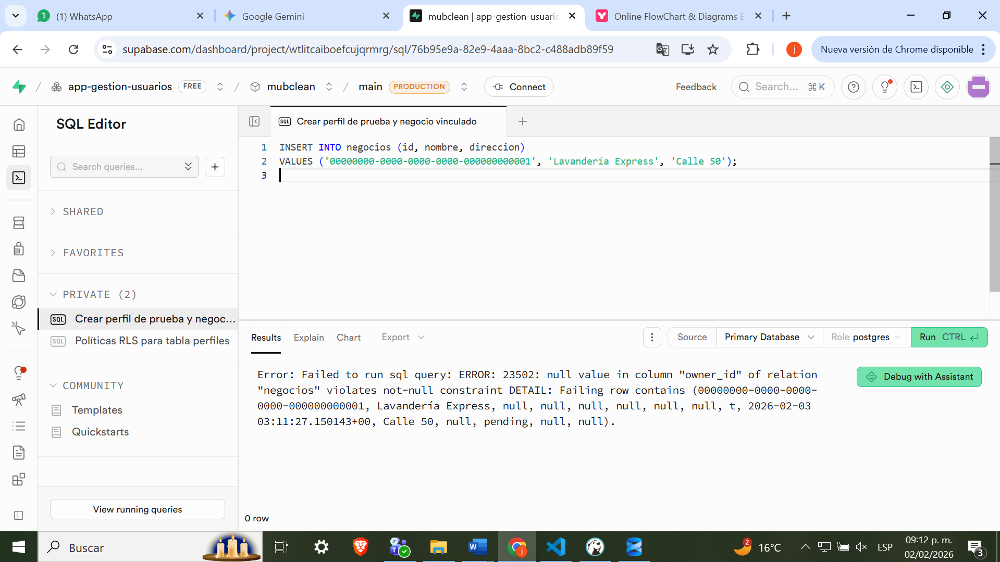 (1) WhatsApp
Google Gemini
mubclean | app-gestion-usuario
Online FlowChart & Diagrams E
supabase.com/dashboard/project/wtlitcaiboefcujqrmrg/sql/76b95e9a-82e9-4aaa-8bc2-c488adb89f59
j
Nueva versión de Chrome disponible
/ app-gestion-usuarios FREE / mubclean / main PRODUCTION Connect
Feedback
Search... ⌘ K
SQL Editor
SQL Crear perfil de prueba y negocio vinculado
Search queries...
1 INSERT INTO negocios (id, nombre, direccion)
2 VALUES ('00000000-0000-0000-0000-000000000001', 'Lavandería Express', 'Calle 50');
3
SHARED
FAVORITES
PRIVATE (2)
SQL Crear perfil de prueba y negoc...
SQL Políticas RLS para tabla perfiles
COMMUNITY
Templates
Quickstarts
View running queries
Results Explain Chart Export
Source Primary Database Role postgres Run CTRL
Error: Failed to run sql query: ERROR: 23502: null value in column "owner_id" of relation
"negocios" violates not-null constraint DETAIL: Failing row contains (00000000-0000-0000-
0000-000000000001, Lavandería Express, null, null, null, null, null, null, t, 2026-02-03
03:11:27.150143+00, Calle 50, null, pending, null, null).
Debug with Assistant
0 row
Buscar
2
16°C
ESP
09:12 p. m.
02/02/2026
3